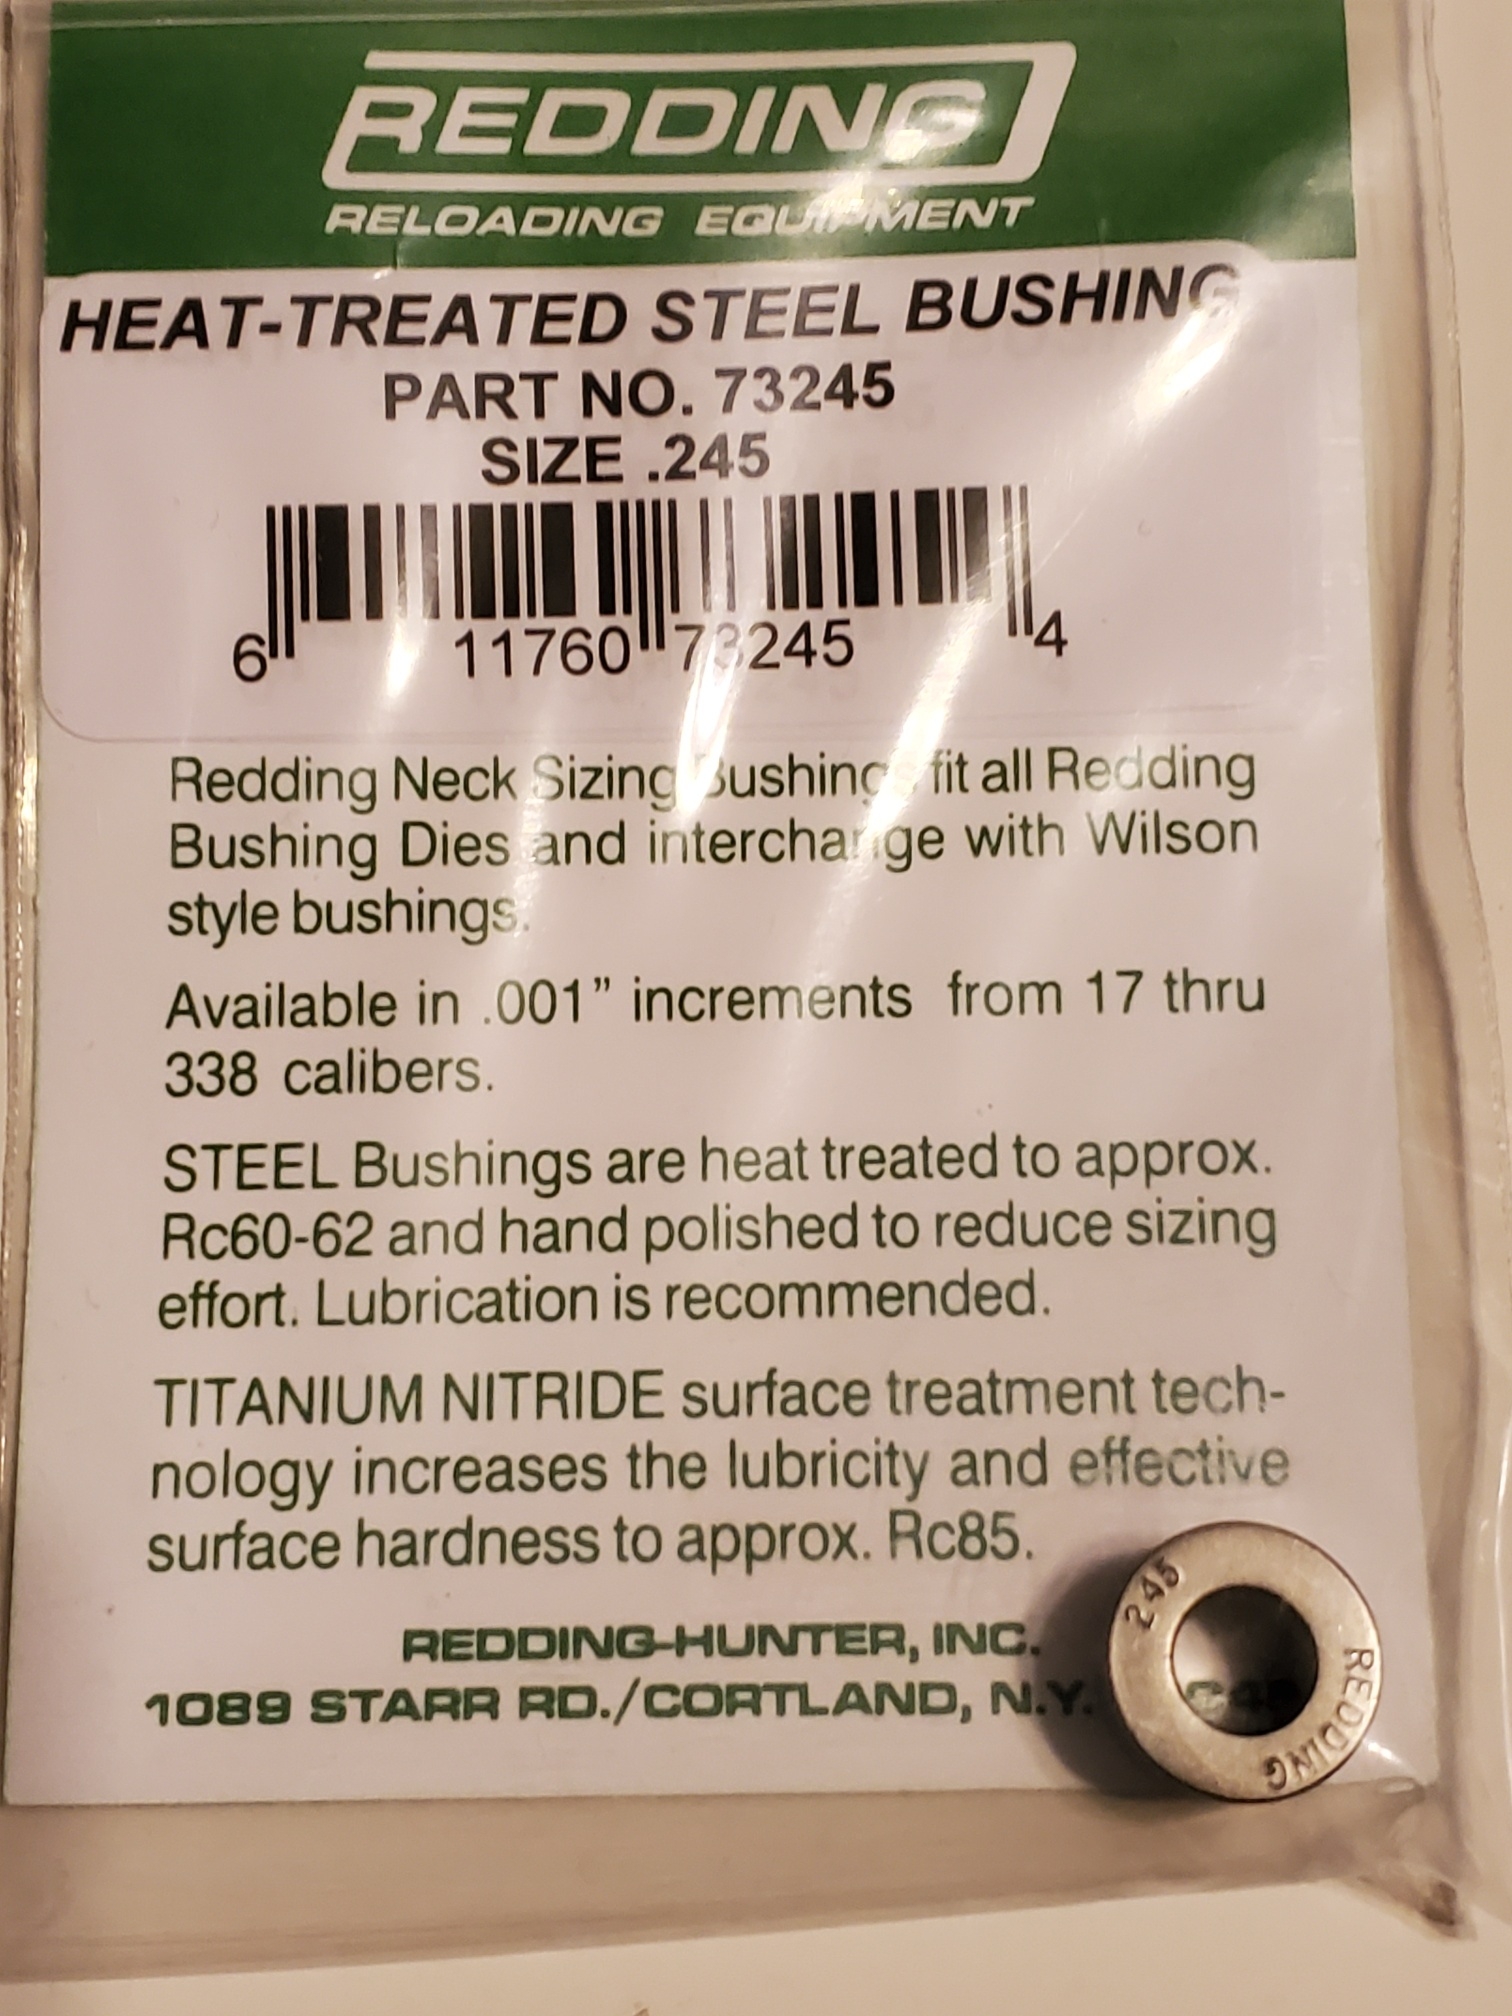 REDDING
RELOADING EQUIPMENT
HEAT-TREATED STEEL BUSHING
PART NO. 73245
SIZE .245
6 11760 73245 4
Redding Neck Sizing Bushings fit all Redding
Bushing Dies and interchange with Wilson
style bushings.
Available in .001" increments from 17 thru
338 calibers.
STEEL Bushings are heat treated to approx.
Rc60-62 and hand polished to reduce sizing
effort. Lubrication is recommended.
TITANIUM NITRIDE surface treatment tech-
nology increases the lubricity and effective
surface hardness to approx. Rc85.
REDDING-HUNTER, INC.
1089 STARR RD./CORTLAND, N.Y.
245
REDDING